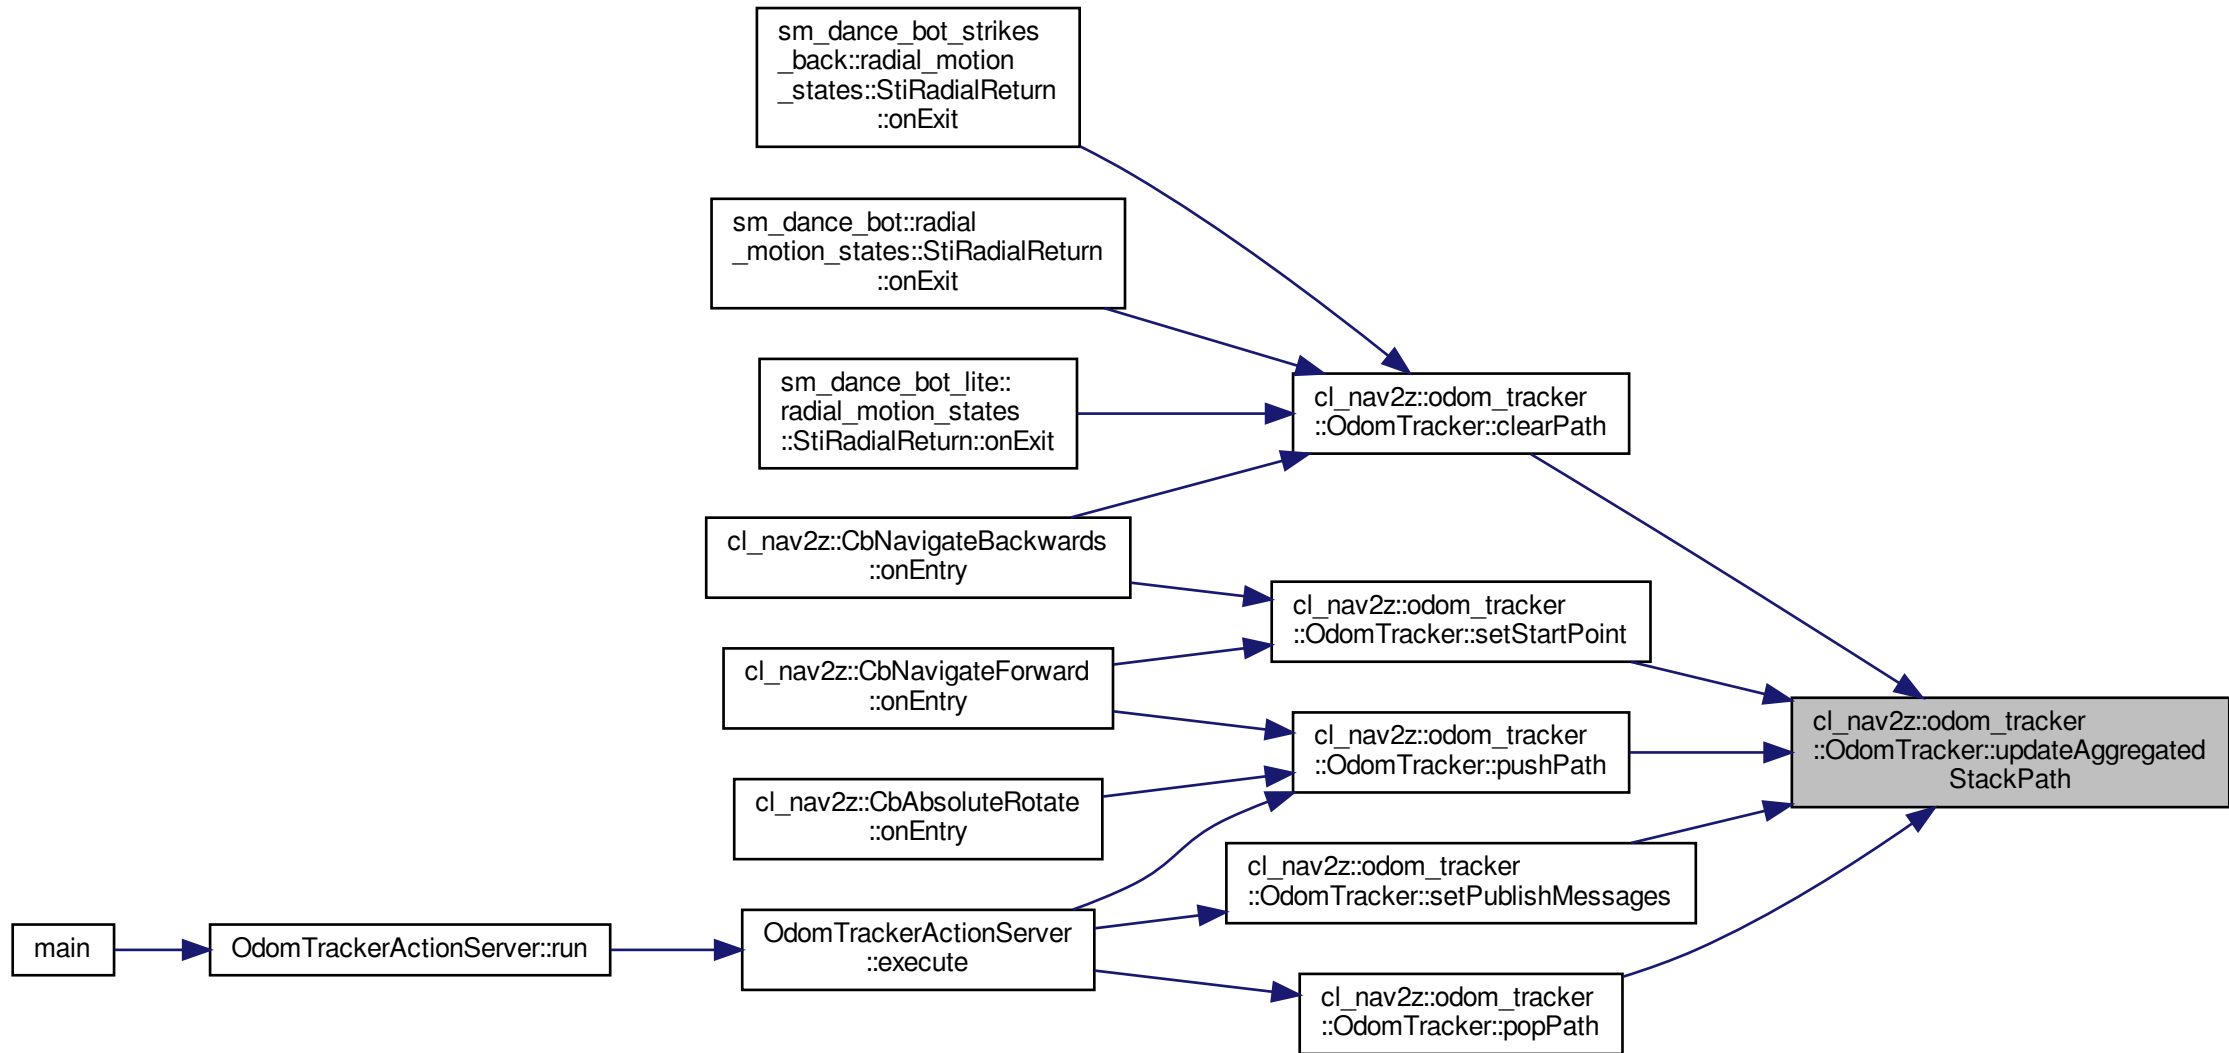 sm_dance_bot_strikes
_back::radial_motion
_states::StiRadialReturn
::onExit
sm_dance_bot::radial
_motion_states::StiRadialReturn
::onExit
sm_dance_bot_lite::
radial_motion_states
::StiRadialReturn::onExit
cl_nav2z::odom_tracker
::OdomTracker::clearPath
cl_nav2z::CbNavigateBackwards
::onEntry
cl_nav2z::odom_tracker
::OdomTracker::setStartPoint
cl_nav2z::CbNavigateForward
::onEntry
cl_nav2z::odom_tracker
::OdomTracker::pushPath
cl_nav2z::odom_tracker
::OdomTracker::updateAggregated
StackPath
cl_nav2z::CbAbsoluteRotate
::onEntry
cl_nav2z::odom_tracker
::OdomTracker::setPublishMessages
main
OdomTrackerActionServer::run
OdomTrackerActionServer
::execute
cl_nav2z::odom_tracker
::OdomTracker::popPath